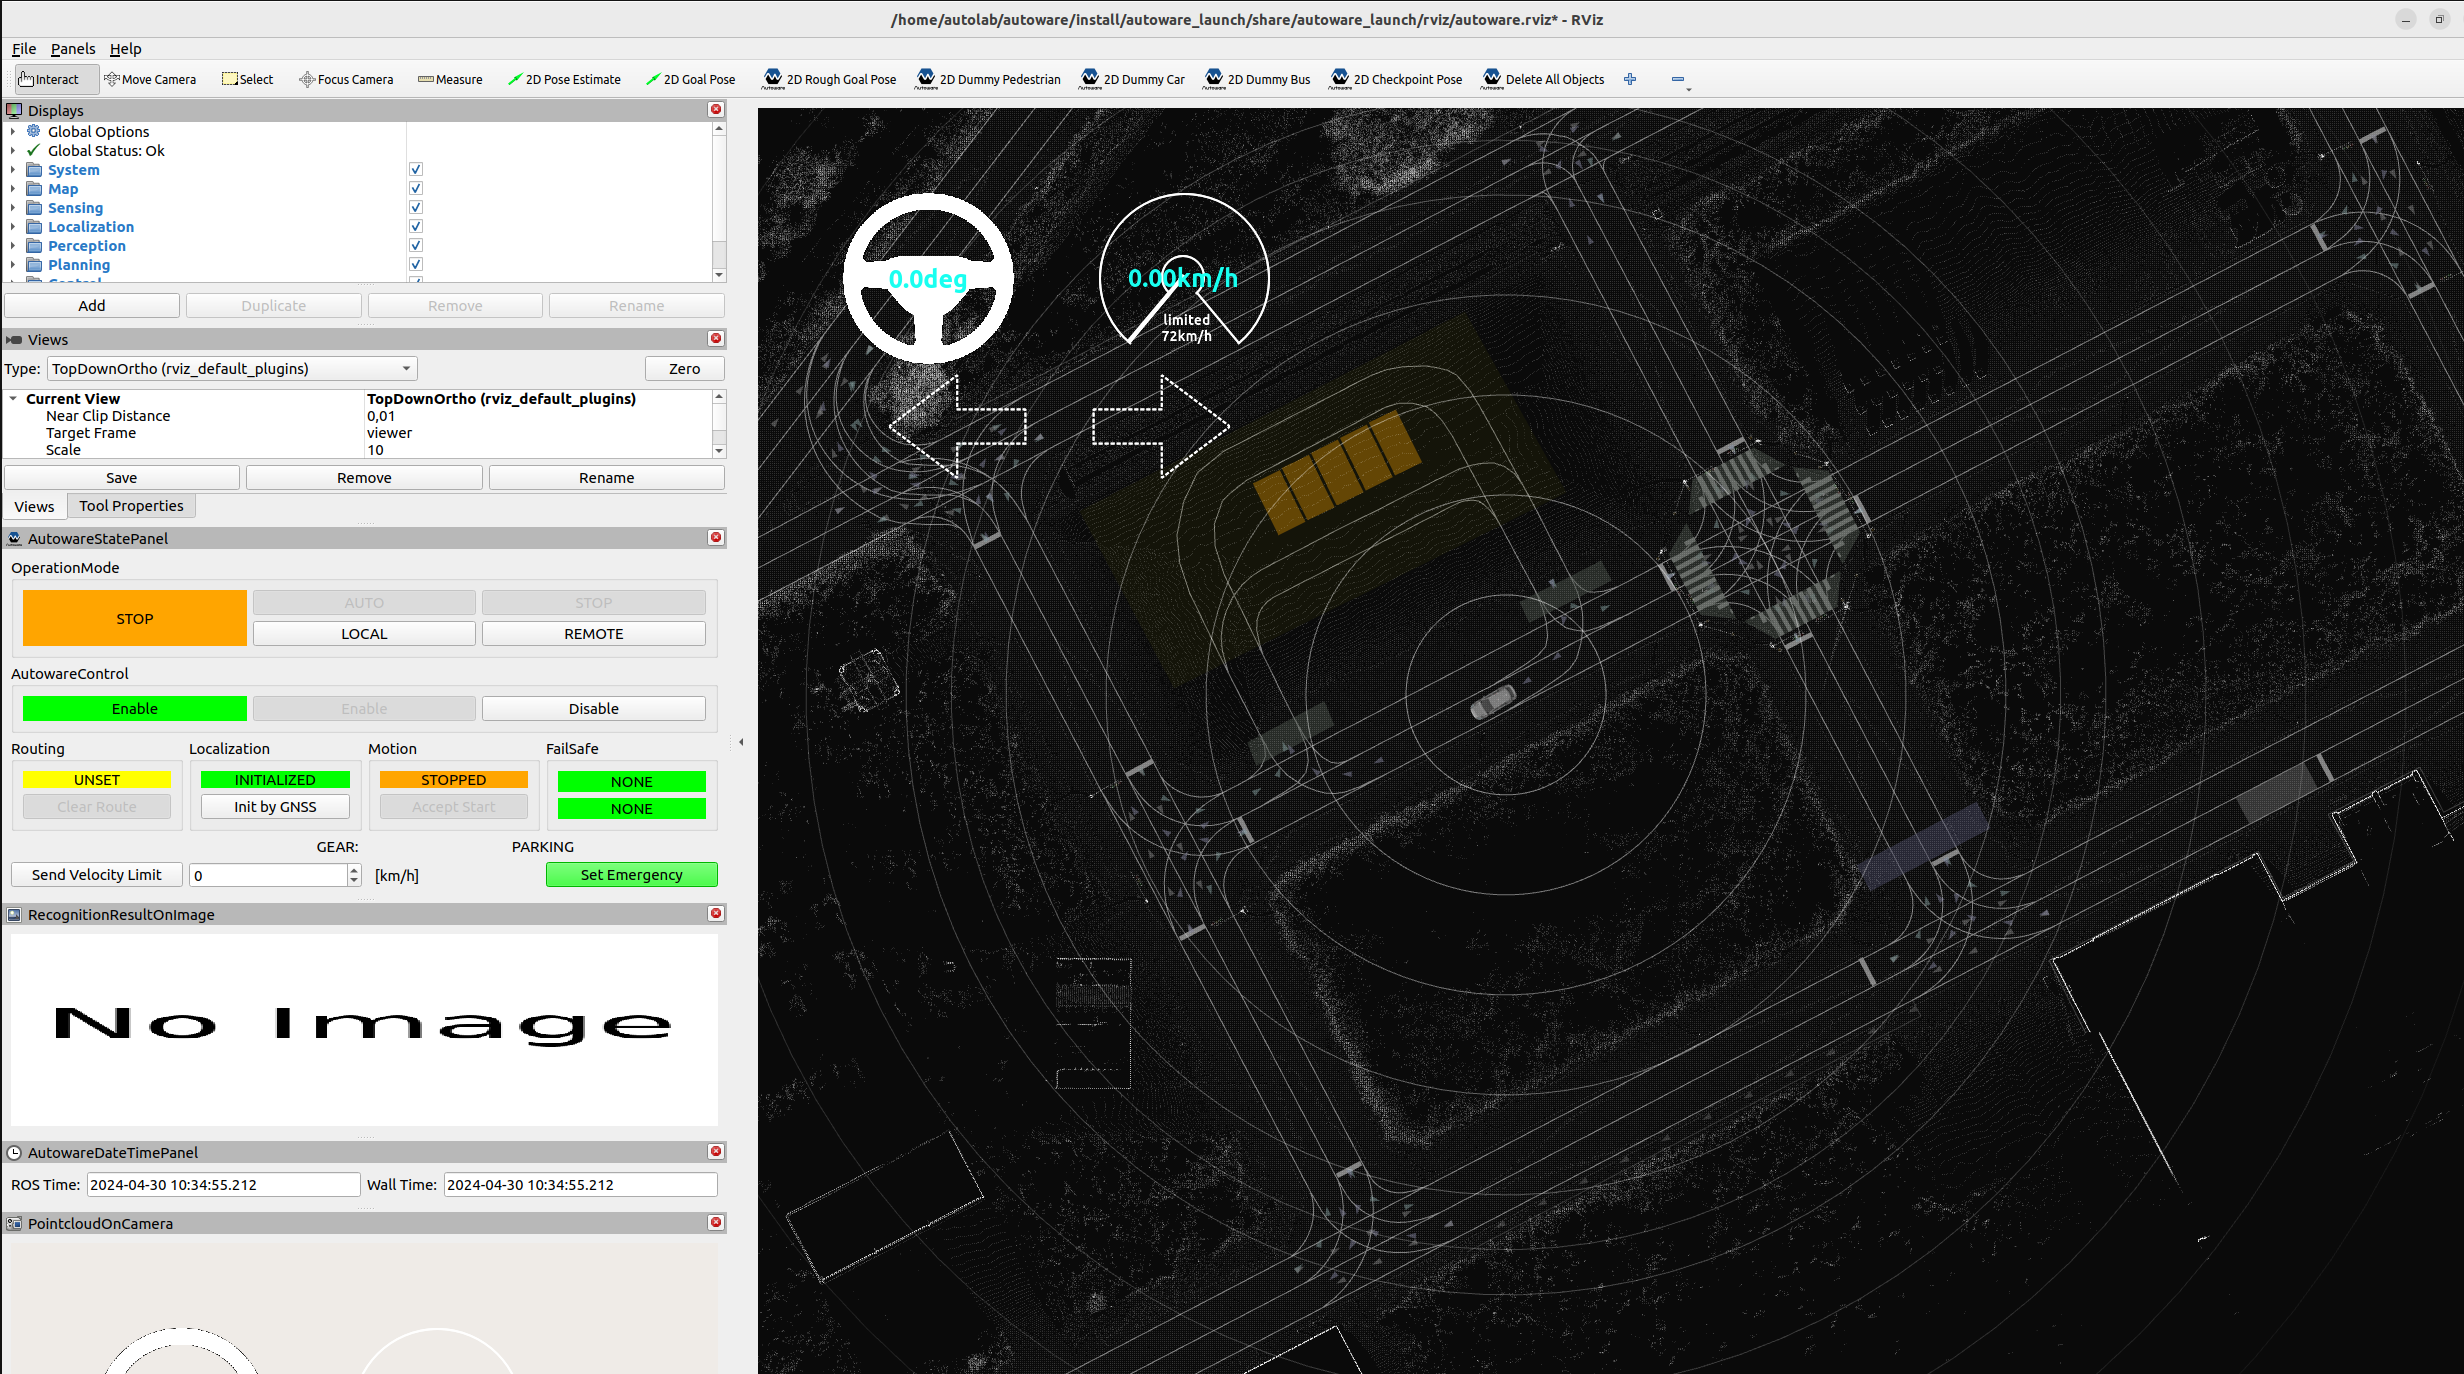 /home/autolab/autoware/install/autoware_launch/share/autoware_launch/rviz/autoware.rviz* - RViz
File Panels Help
Interact Move Camera Select Focus Camera Measure 2D Pose Estimate 2D Goal Pose 2D Rough Goal Pose 2D Dummy Pedestrian 2D Dummy Car 2D Dummy Bus 2D Checkpoint Pose Delete All Objects
Displays
Global Options
Global Status: Ok
System
Map
Sensing
Localization
Perception
Planning
Control
Add Duplicate Remove Rename
Views
Type: TopDownOrtho (rviz_default_plugins) Zero
Current View TopDownOrtho (rviz_default_plugins)
Near Clip Distance 0,01
Target Frame viewer
Scale 10
Save Remove Rename
Views Tool Properties
AutowareStatePanel
OperationMode
STOP AUTO STOP
LOCAL REMOTE
AutowareControl
Enable Enable Disable
Routing Localization Motion FailSafe
UNSET INITIALIZED STOPPED NONE
Clear Route Init by GNSS Accept Start NONE
GEAR: PARKING
Send Velocity Limit 0 [km/h] Set Emergency
RecognitionResultOnImage
No Image
AutowareDateTimePanel
ROS Time: 2024-04-30 10:34:55.212 Wall Time: 2024-04-30 10:34:55.212
PointcloudOnCamera
0.0deg
0.00km/h
limited
72km/h